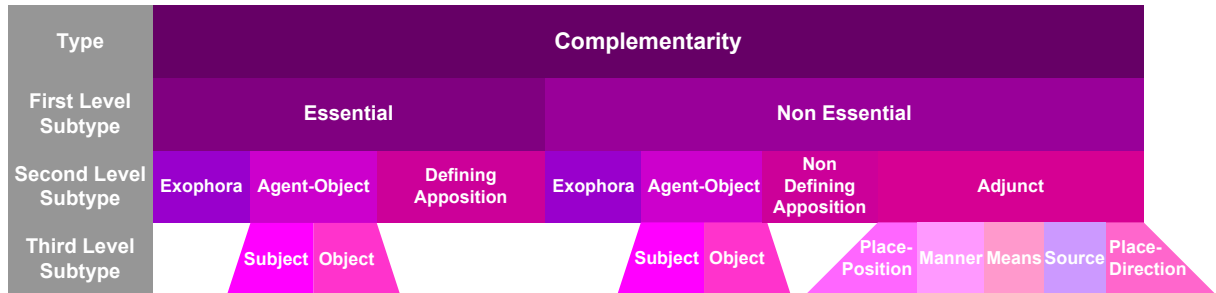 Type
Complementarity
First Level
Subtype
Essential
Non Essential
Second Level
Subtype
Exophora
Agent-Object
Defining
Apposition
Exophora
Agent-Object
Non
Defining
Apposition
Adjunct
Third Level
Subtype
Subject
Object
Subject
Object
Place-
Position
Manner
Means
Source
Place-
Direction